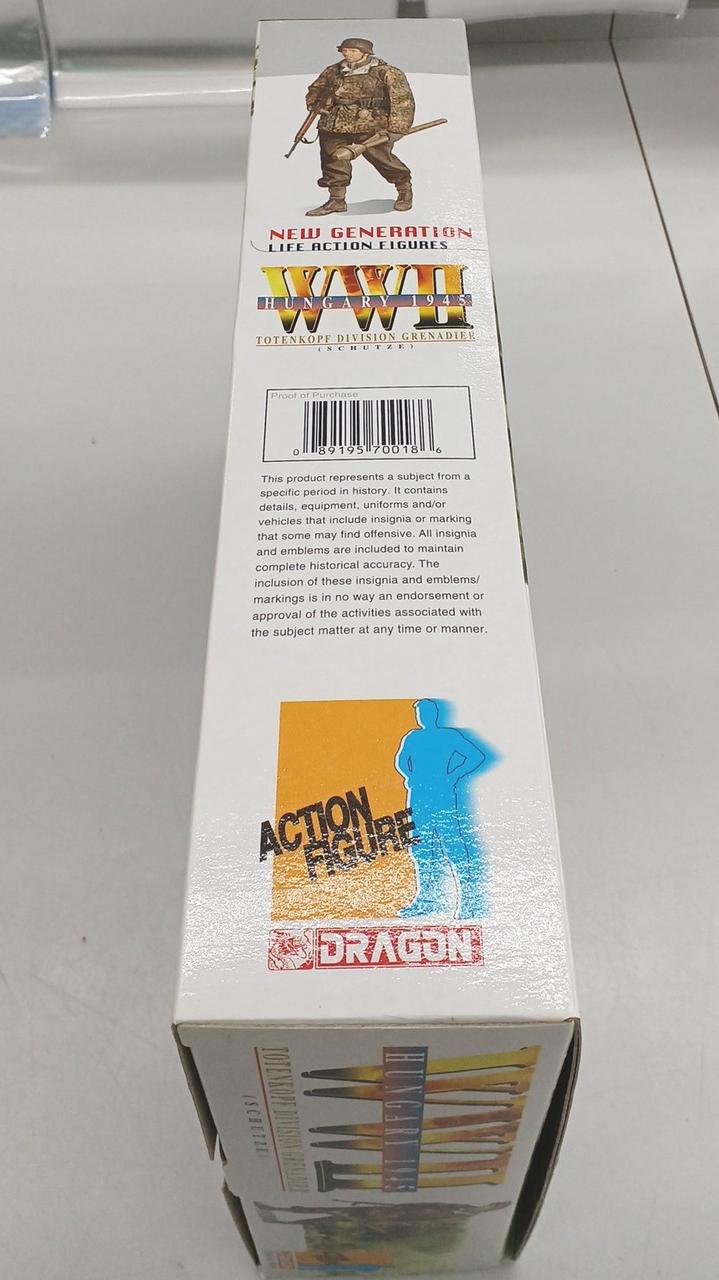 NEW GENERATION
LIFE ACTION FIGURES
WWII
HUNGARY 1945
TOTENKOPF DIVISION GRENADIER
(SCHUTZE)
Proof of Purchase
0 89195 70018 6
This product represents a subject from a
specific period in history. It contains
details, equipment, uniforms and/or
vehicles that include insignia or marking
that some may find offensive. All insignia
and emblems are included to maintain
complete historical accuracy. The
inclusion of these insignia and emblems/
markings is in no way an endorsement or
approval of the activities associated with
the subject matter at any time or manner.
ACTION
FIGURE
DRAGON
WWII
HUNGARY 1945
TOTENKOPF DIVISION GRENADIER
(SCHUTZE)